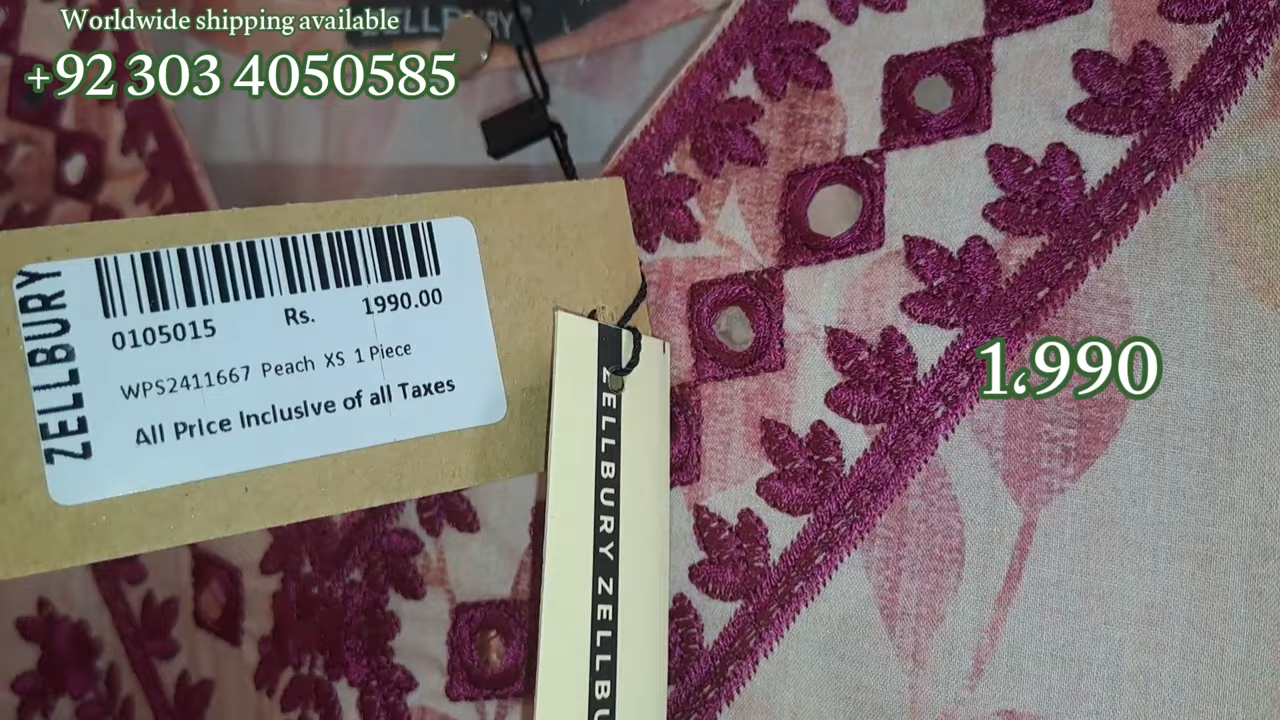 Worldwide shipping available
+92 303 4050585
ZELLBURY
ZELLBURY
0105015 Rs. 1990.00
WPS2411667 Peach XS 1 Piece
All Price Inclusive of all Taxes
ZELLBURY ZELLBU
1.990